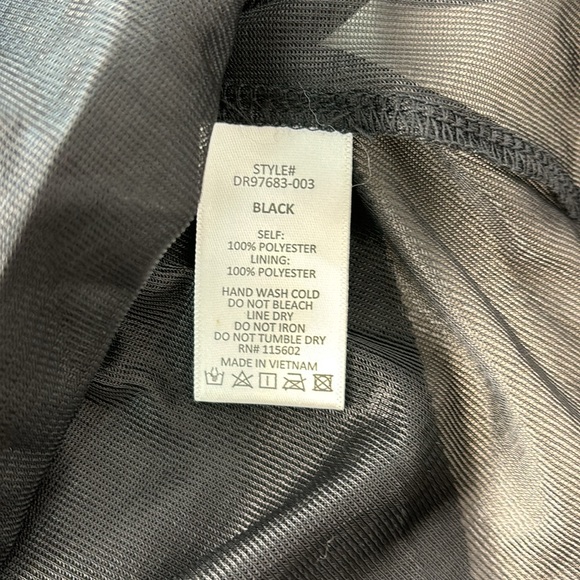 STYLE#
DR97683-003
BLACK
SELF:
100% POLYESTER
LINING:
100% POLYESTER
HAND WASH COLD
DO NOT BLEACH
LINE DRY
DO NOT IRON
DO NOT TUMBLE DRY
RN# 115602
MADE IN VIETNAM